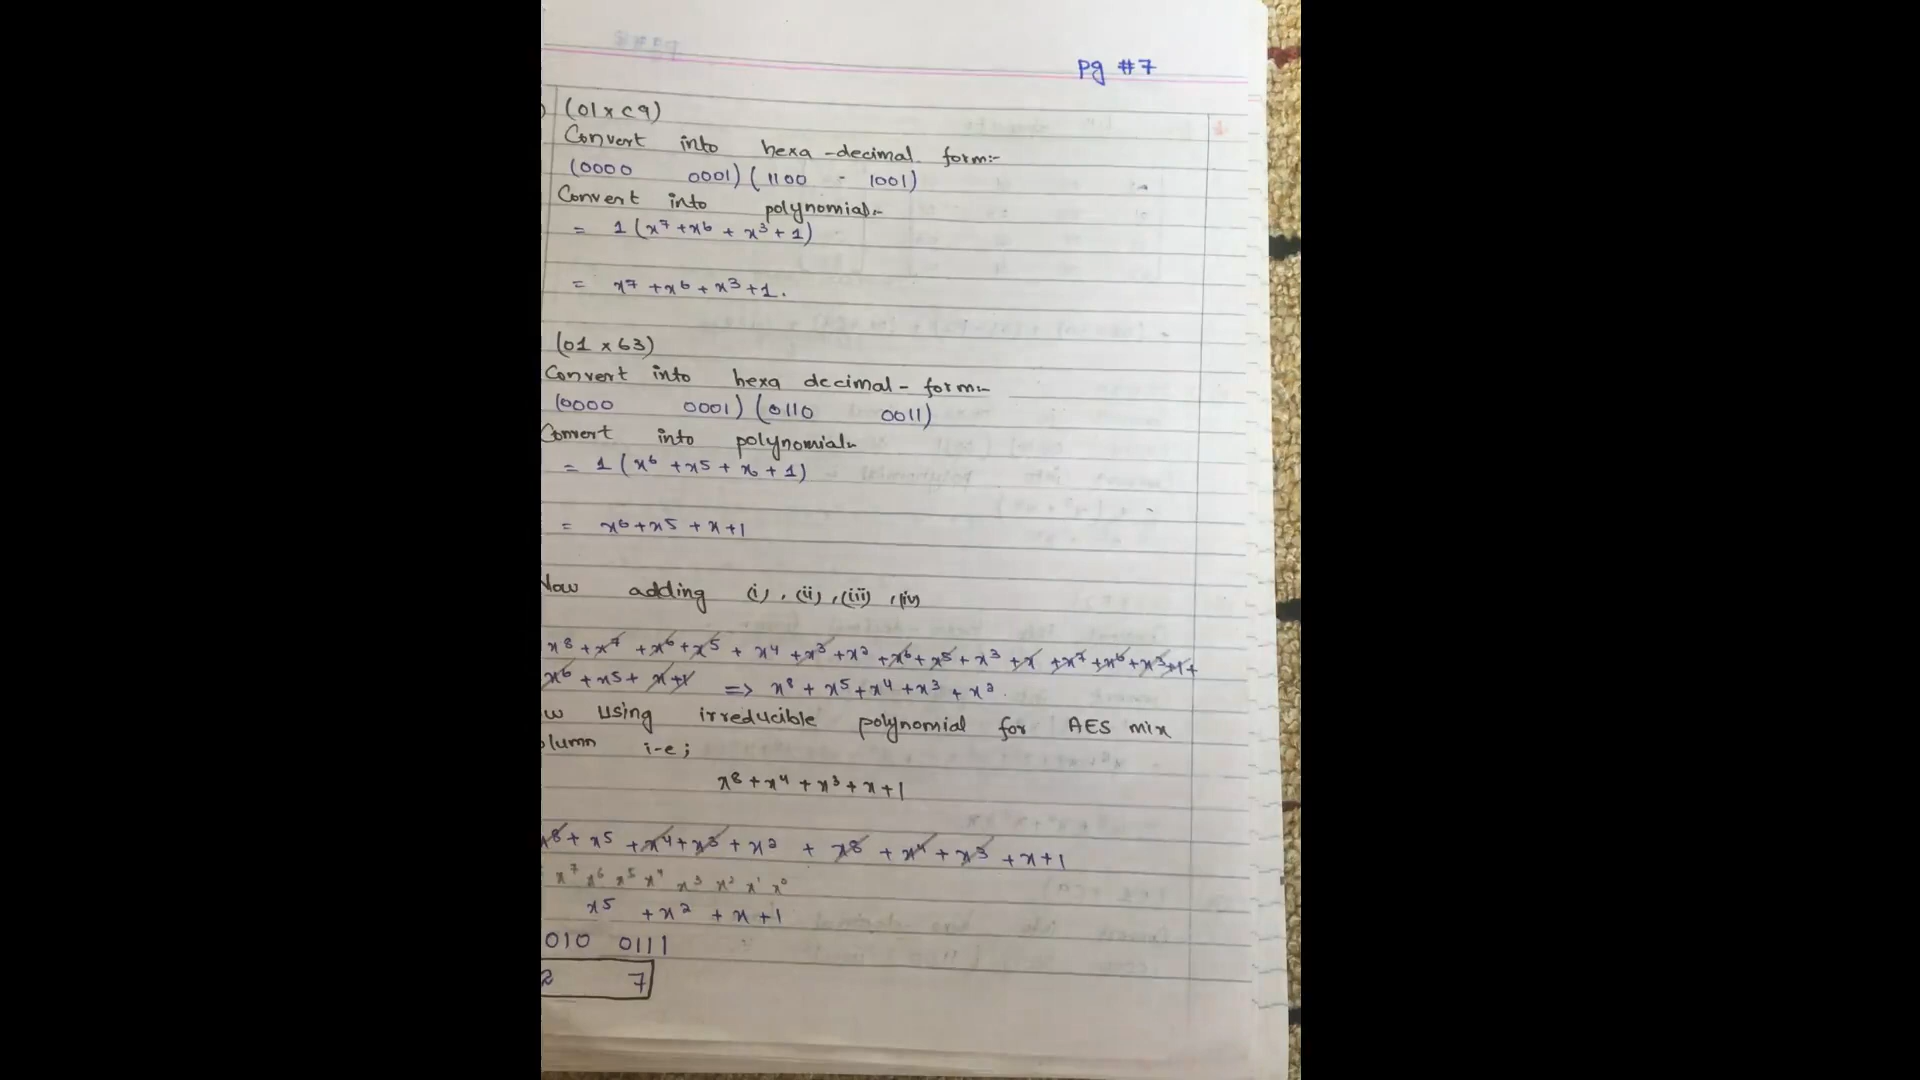 pg #7
(01 x c9)
Convert into hexa-decimal form:-
(0000 0001) (1100 - 1001)
Convert into polynomial:-
= 1 (x⁷ + x⁶ + x³ + 1)
= x⁷ + x⁶ + x³ + 1.
(01 x 63)
Convert into hexa decimal - form:-
(0000 0001) (0110 0011)
Convert into polynomial:-
= 1 (x⁶ + x⁵ + x + 1)
= x⁶ + x⁵ + x + 1
Now adding (i), (ii), (iii), (iv)
x⁸ + x⁷ + x⁶ + x⁵ + x⁴ + x³ + x² + x⁶ + x⁵ + x³ + x + x⁷ + x⁶ + x³ + 1 +
x⁶ + x⁵ + x + 1 => x⁸ + x⁵ + x⁴ + x³ + x².
w using irreducible polynomial for AES mix
olumn i-e;
x⁸ + x⁴ + x³ + x + 1
x⁸ + x⁵ + x⁴ + x³ + x² + x⁸ + x⁴ + x³ + x + 1
x⁷ x⁶ x⁵ x⁴ x³ x² x¹ x⁰
x⁵ + x² + x + 1
010 0111
2 7